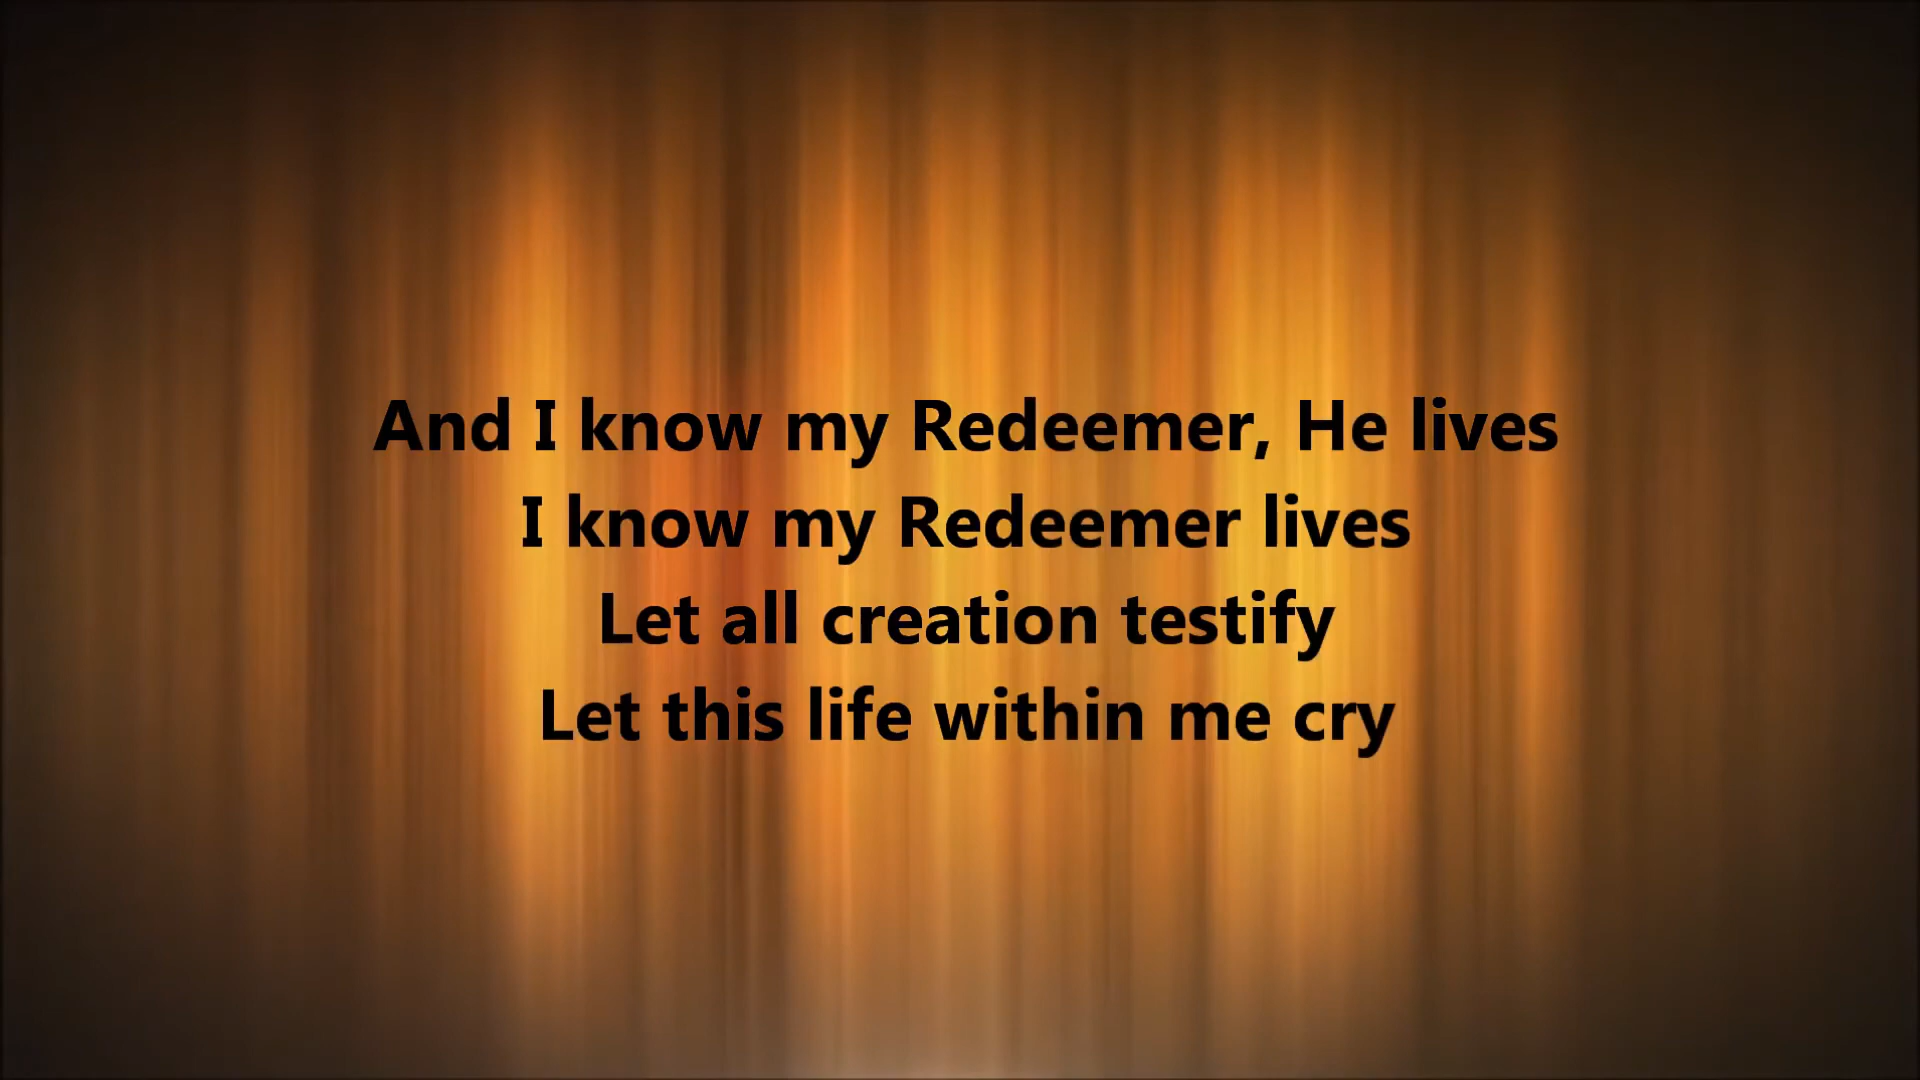 And I know my Redeemer, He lives
I know my Redeemer lives
Let all creation testify
Let this life within me cry